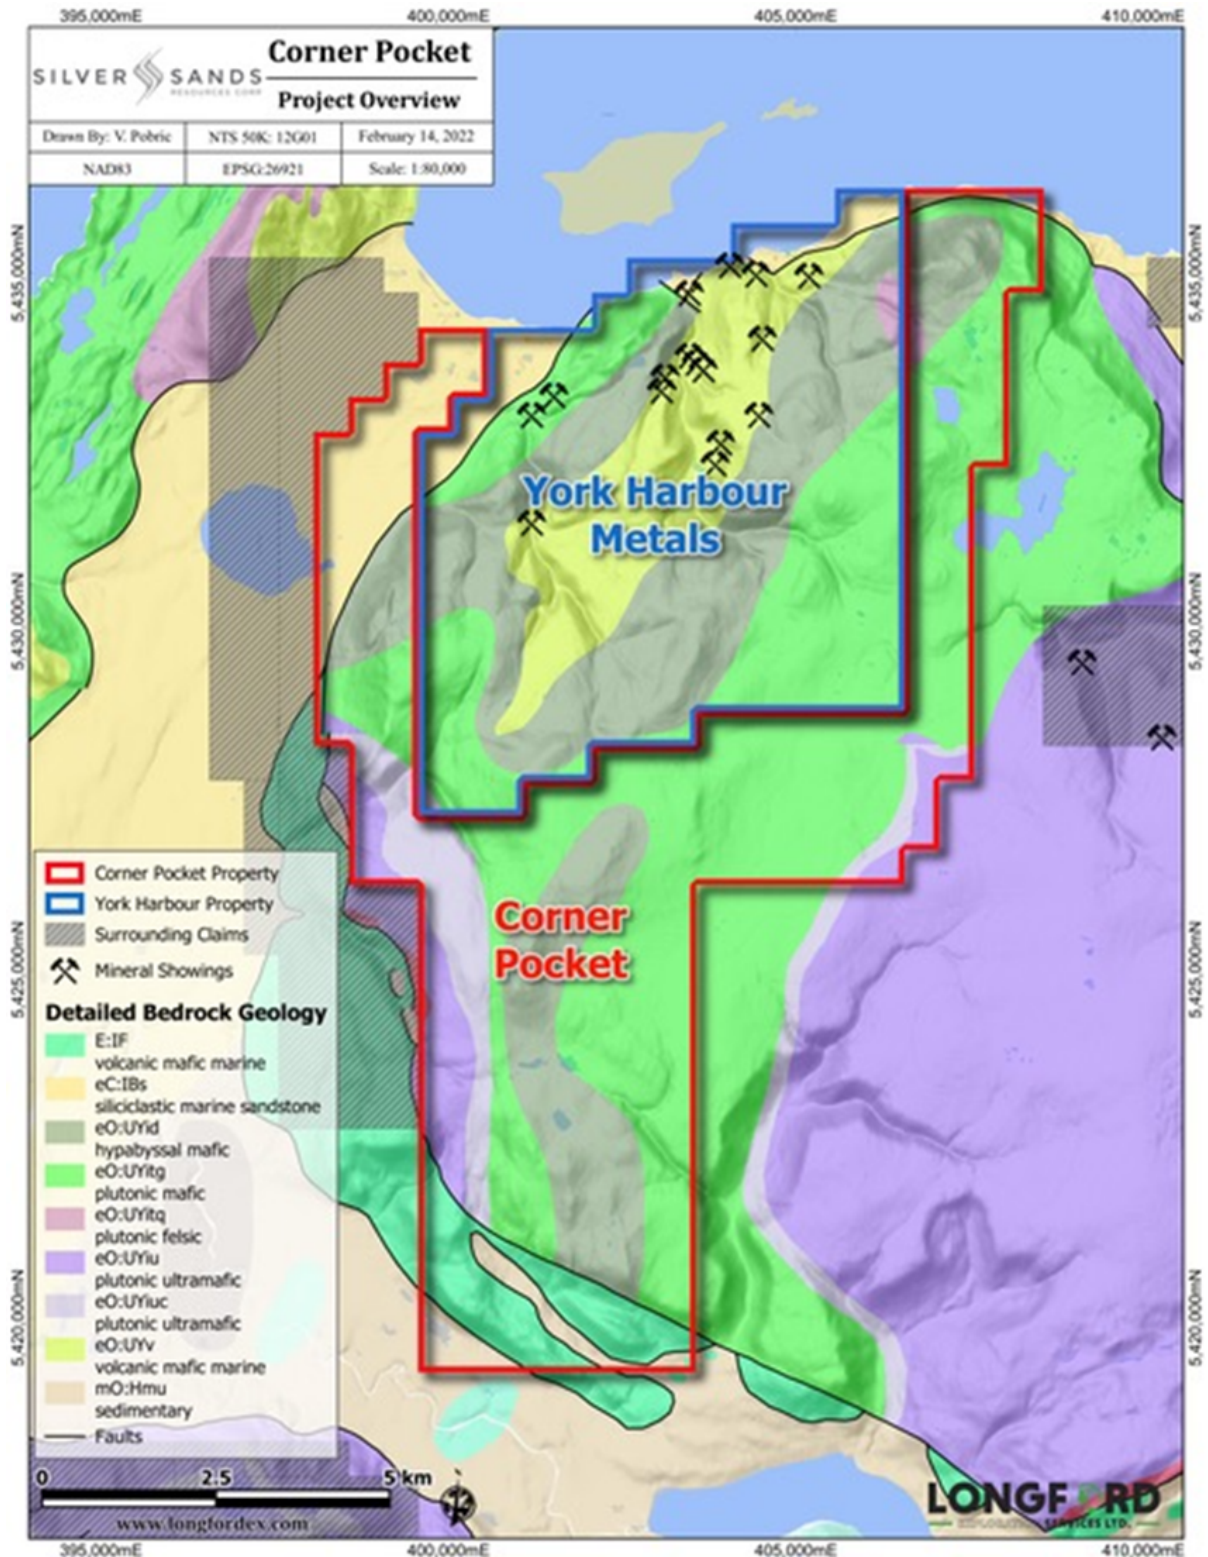 395,000mE 400,000mE 405,000mE 410,000mE
SILVER SANDS
RESOURCES CORP
Corner Pocket
Project Overview
Drawn By: V. Pobric NTS 50K: 12G01 February 14, 2022
NAD83 EPSG:26921 Scale: 1:80,000
5,435,000mN
5,435,000mN
York Harbour
Metals
5,430,000mN
5,430,000mN
Corner
Pocket
5,425,000mN
5,425,000mN
Corner Pocket Property
York Harbour Property
Surrounding Claims
Mineral Showings
Detailed Bedrock Geology
E:IF
volcanic mafic marine
eC:IBs
siliciclastic marine sandstone
eO:UYid
hypabyssal mafic
eO:UYitg
plutonic mafic
eO:UYitq
plutonic felsic
eO:UYiu
plutonic ultramafic
eO:UYiuc
plutonic ultramafic
eO:UYv
volcanic mafic marine
mO:Hmu
sedimentary
Faults
5,420,000mN
5,420,000mN
0 2.5 5 km
www.longfordex.com
LONGFORD
EXPLORATION SERVICES LTD.
395,000mE 400,000mE 405,000mE 410,000mE